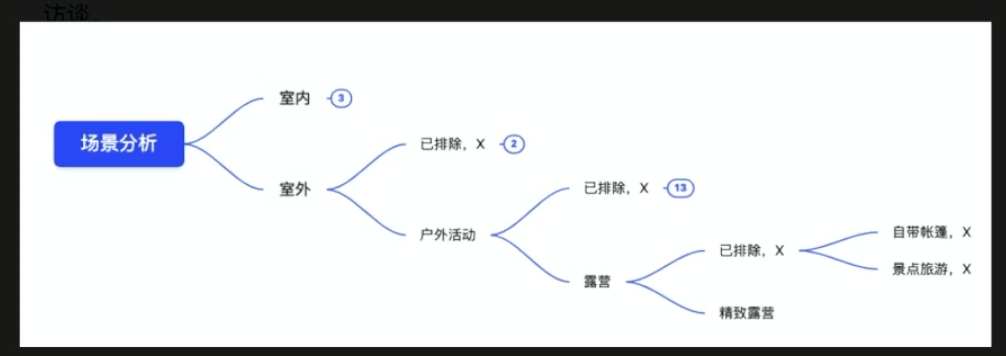 访谈
场景分析
室内 3
室外
已排除，X 2
户外活动
已排除，X 13
露营
已排除，X
自带帐篷，X
景点旅游，X
精致露营